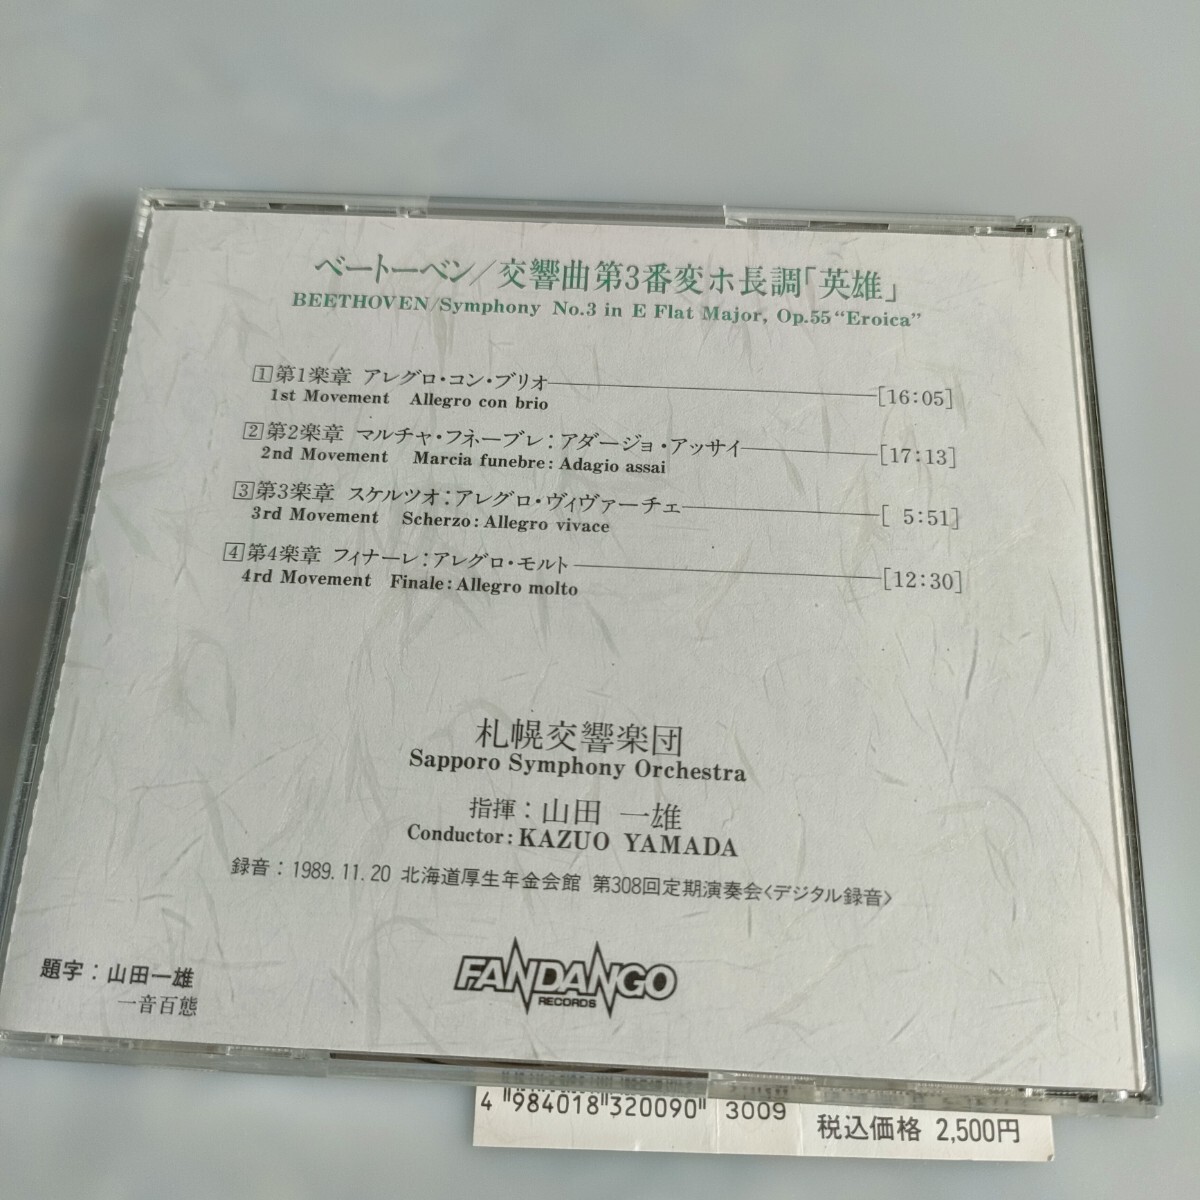 ベートーベン/交響曲第3番変ホ長調「英雄」
BEETHOVEN/Symphony No.3 in E Flat Major, Op.55 "Eroica"
1 第1楽章 アレグロ・コン・ブリオ [16:05]
1st Movement Allegro con brio
2 第2楽章 マルチャ・フネーブレ:アダージョ・アッサイ [17:13]
2nd Movement Marcia funebre: Adagio assai
3 第3楽章 スケルツオ:アレグロ・ヴィヴァーチェ [ 5:51]
3rd Movement Scherzo: Allegro vivace
4 第4楽章 フィナーレ:アレグロ・モルト [12:30]
4rd Movement Finale: Allegro molto
札幌交響楽団
Sapporo Symphony Orchestra
指揮:山田 一雄
Conductor: KAZUO YAMADA
録音:1989.11.20 北海道厚生年金会館 第308回定期演奏会〈デジタル録音〉
題字:山田一雄
一音百態
FANDANGO
RECORDS
4 "984018"320090" 3009
税込価格 2,500円